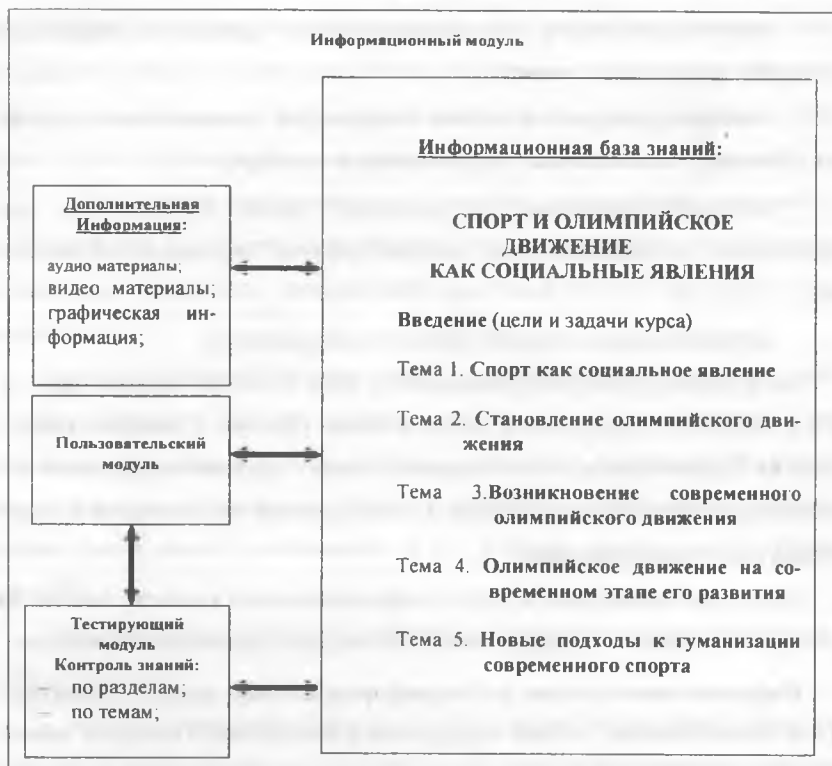 Информационный модуль
Дополнительная
Информация:
аудио материалы;
видео материалы;
графическая ин-
формация;
Пользовательский
модуль
Тестирующий
модуль
Контроль знаний:
– по разделам;
– по темам;
Информационная база знаний:
СПОРТ И ОЛИМПИЙСКОЕ
ДВИЖЕНИЕ
КАК СОЦИАЛЬНЫЕ ЯВЛЕНИЯ
Введение (цели и задачи курса)
Тема 1. Спорт как социальное явление
Тема 2. Становление олимпийского дви-
жения
Тема 3.Возникновение современного
олимпийского движения
Тема 4. Олимпийское движение на со-
временном этапе его развития
Тема 5. Новые подходы к гуманизации
современного спорта